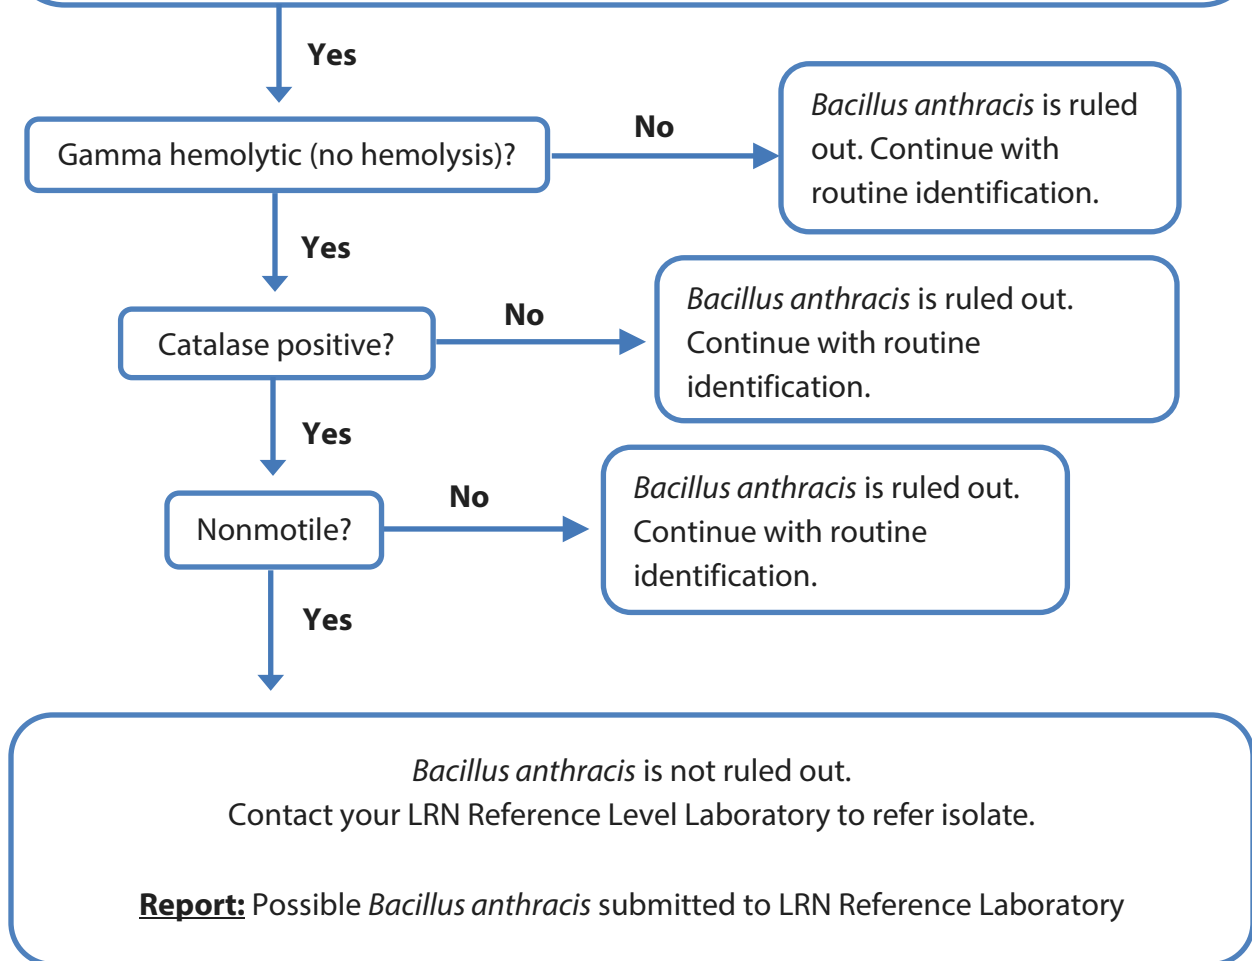 Yes
Gamma hemolytic (no hemolysis)?
No
Bacillus anthracis is ruled
out. Continue with
routine identification.
Yes
Catalase positive?
No
Bacillus anthracis is ruled out.
Continue with routine
identification.
Yes
Nonmotile?
No
Bacillus anthracis is ruled out.
Continue with routine
identification.
Yes
Bacillus anthracis is not ruled out.
Contact your LRN Reference Level Laboratory to refer isolate.
Report: Possible Bacillus anthracis submitted to LRN Reference Laboratory